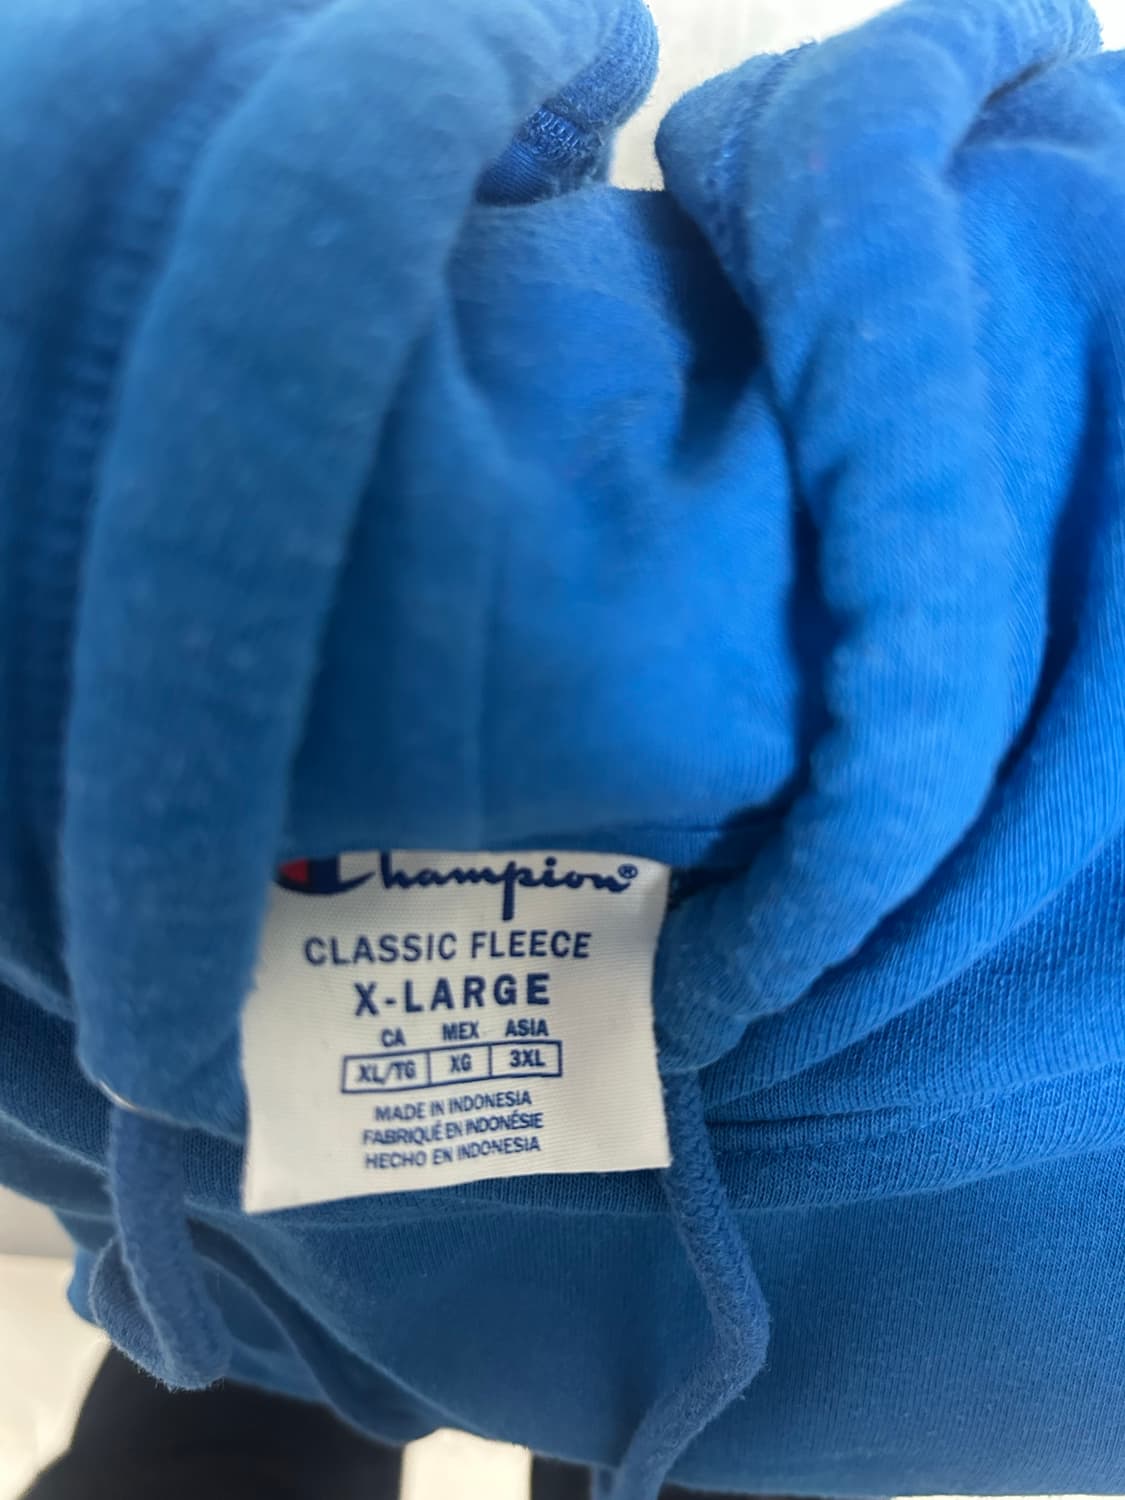 Champion®
CLASSIC FLEECE
X-LARGE
CA MEX ASIA
XL/TG XG 3XL
MADE IN INDONESIA
FABRIQUÉ EN INDONÉSIE
HECHO EN INDONESIA